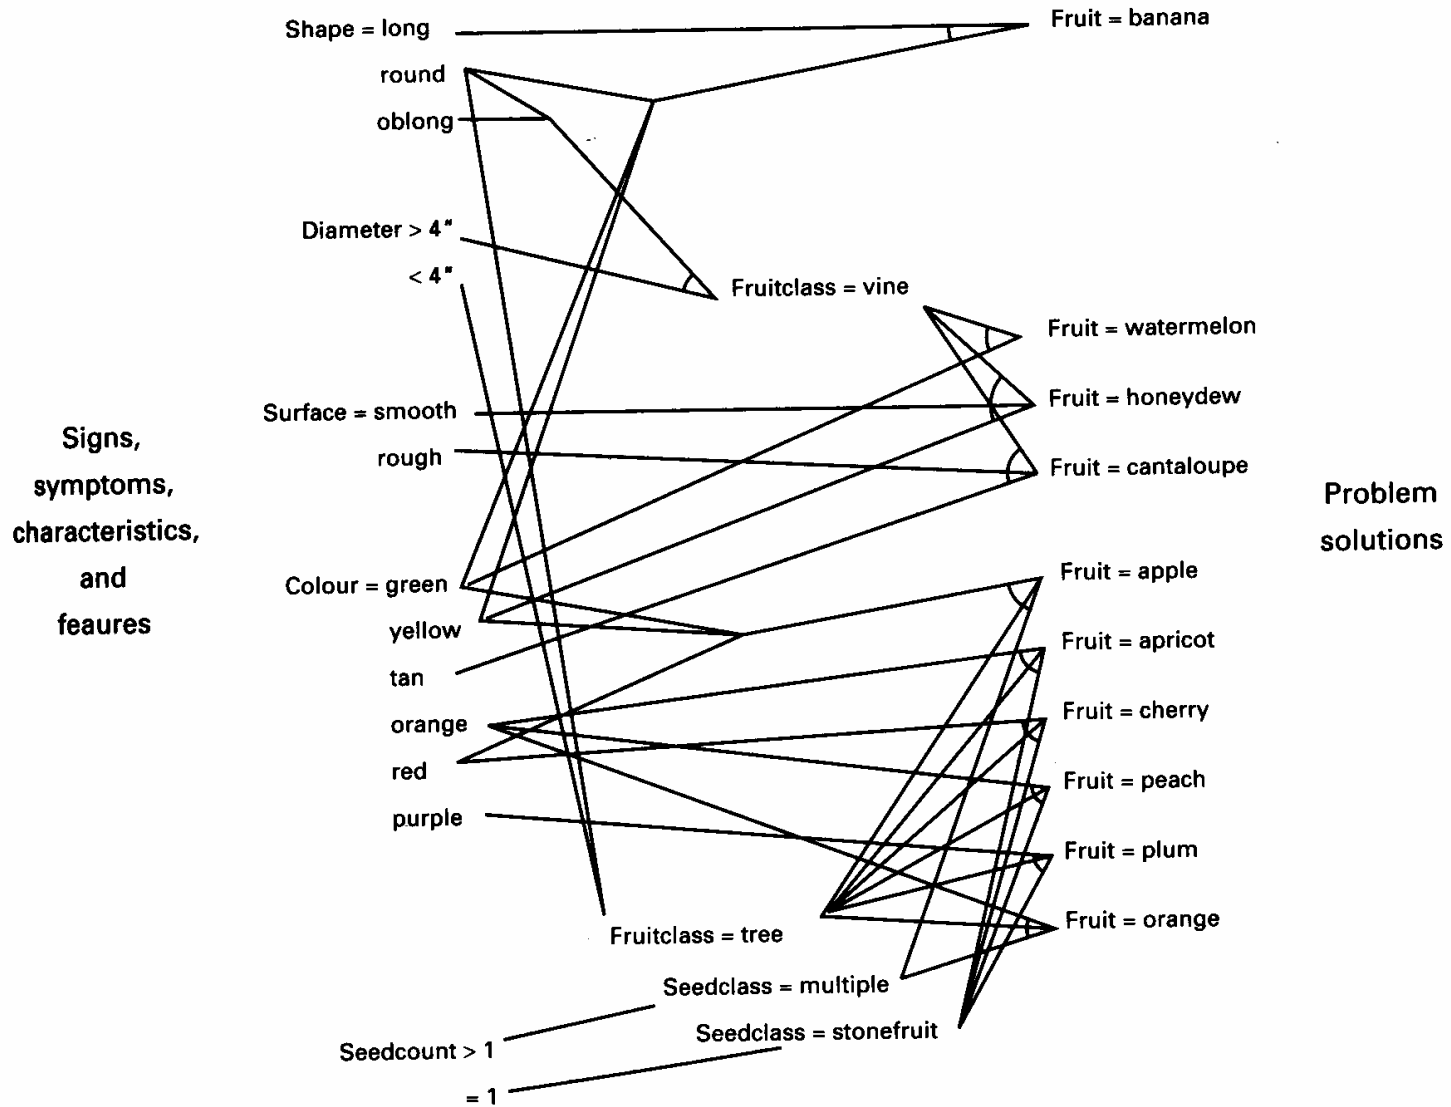 Shape = long
round
oblong
Diameter > 4"
< 4"
Surface = smooth
rough
Colour = green
yellow
tan
orange
red
purple
Seedcount > 1
= 1
Signs,
symptoms,
characteristics,
and
feaures
Fruitclass = vine
Fruitclass = tree
Seedclass = multiple
Seedclass = stonefruit
Fruit = banana
Fruit = watermelon
Fruit = honeydew
Fruit = cantaloupe
Fruit = apple
Fruit = apricot
Fruit = cherry
Fruit = peach
Fruit = plum
Fruit = orange
Problem
solutions